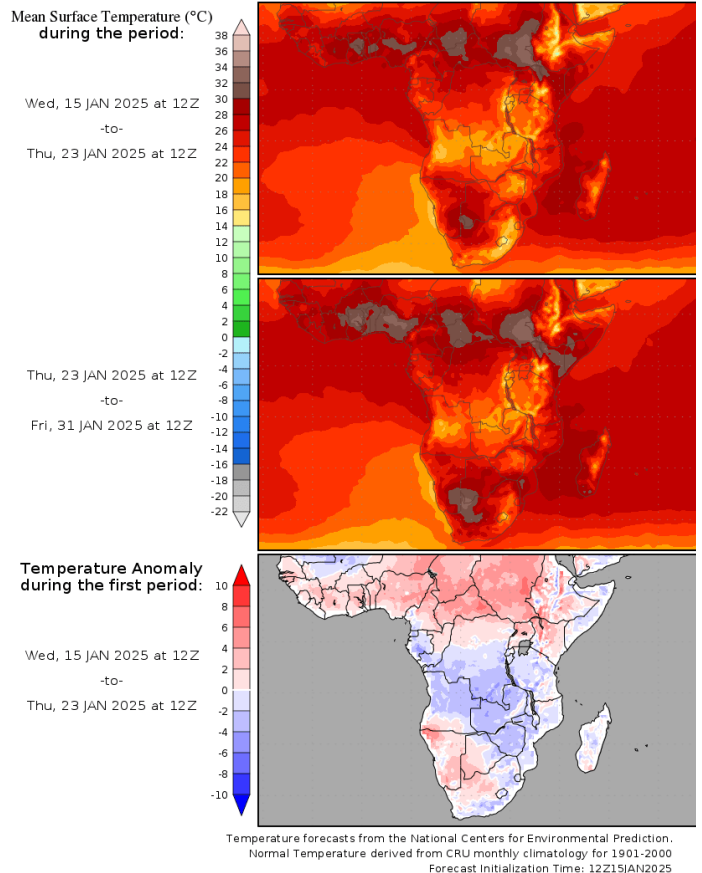 Mean Surface Temperature (°C)
during the period:
Wed, 15 JAN 2025 at 12Z
-to-
Thu, 23 JAN 2025 at 12Z
38
36
34
32
30
28
26
24
22
20
18
16
14
12
10
8
6
4
2
0
-2
-4
-6
-8
-10
-12
-14
-16
-18
-20
-22
Thu, 23 JAN 2025 at 12Z
-to-
Fri, 31 JAN 2025 at 12Z
Temperature Anomaly
during the first period:
Wed, 15 JAN 2025 at 12Z
-to-
Thu, 23 JAN 2025 at 12Z
10
8
6
4
2
0
-2
-4
-6
-8
-10
Temperature forecasts from the National Centers for Environmental Prediction.
Normal Temperature derived from CRU monthly climatology for 1901-2000
Forecast Initialization Time: 12Z15JAN2025